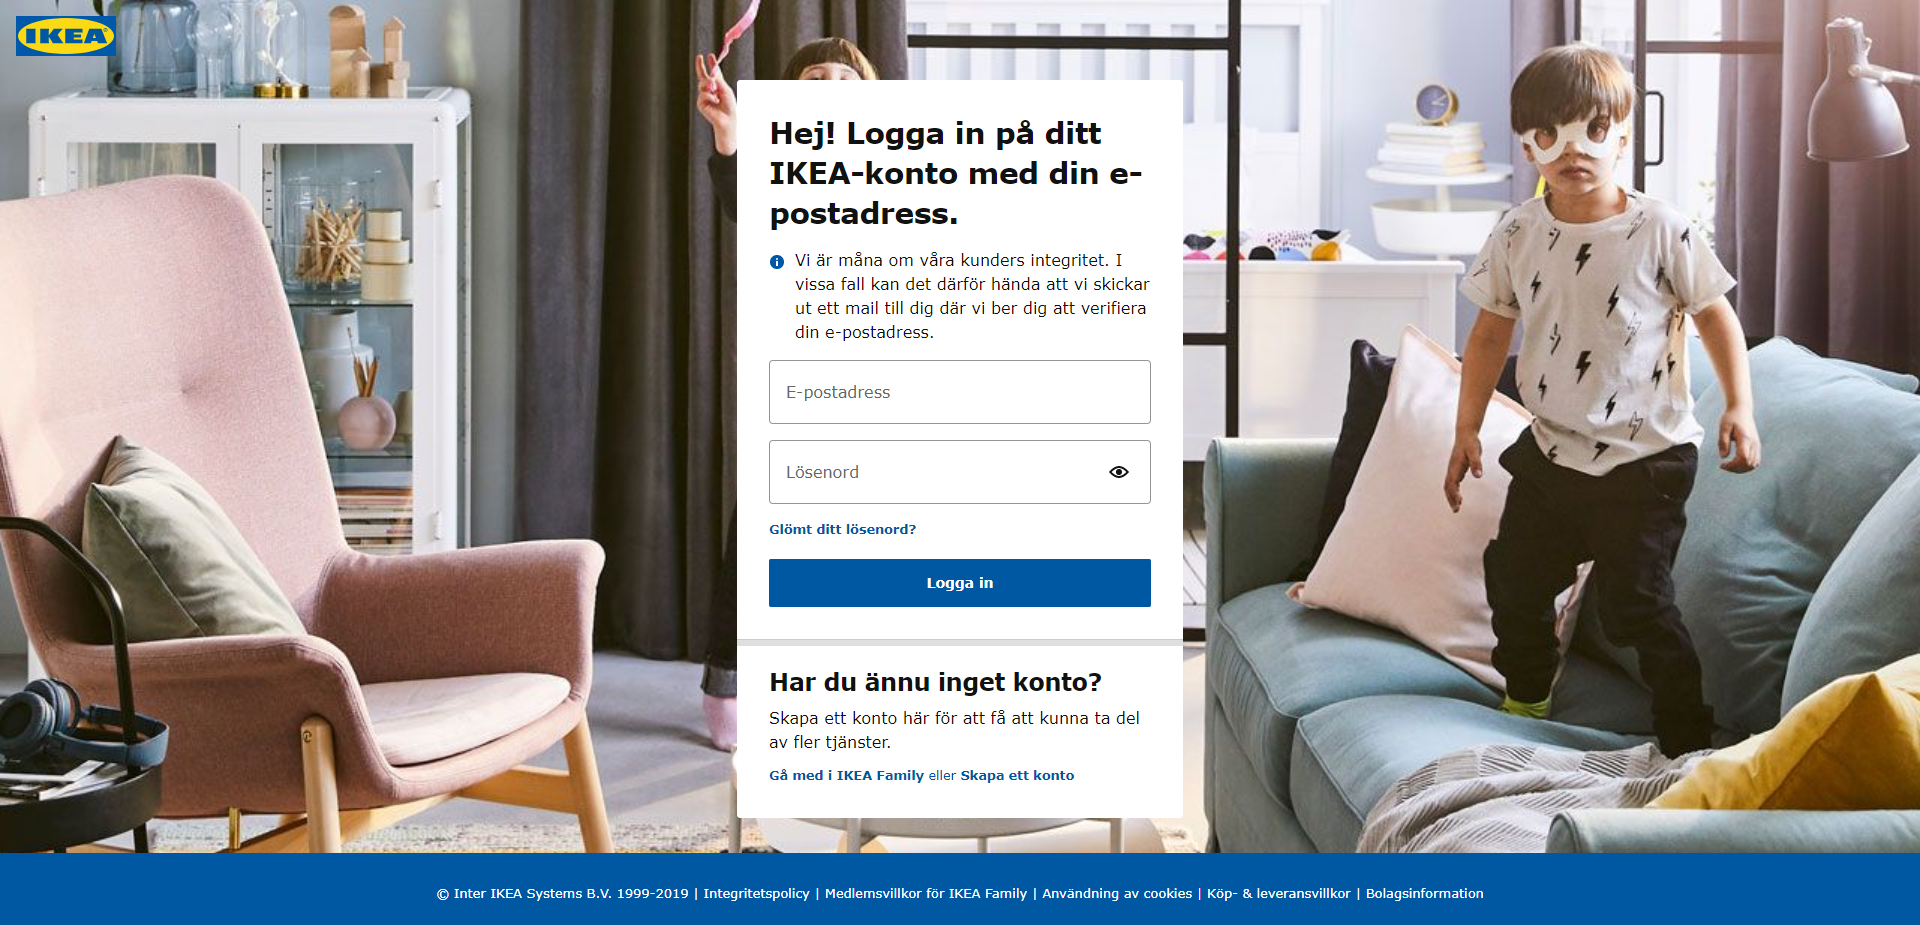 IKEA
Hej! Logga in på ditt
IKEA-konto med din e-
postadress.
Vi är måna om våra kunders integritet. I
vissa fall kan det därför hända att vi skickar
ut ett mail till dig där vi ber dig att verifiera
din e-postadress.
E-postadress
Lösenord
Glömt ditt lösenord?
Logga in
Har du ännu inget konto?
Skapa ett konto här för att få att kunna ta del
av fler tjänster.
Gå med i IKEA Family eller Skapa ett konto
© Inter IKEA Systems B.V. 1999-2019 | Integritetspolicy | Medlemsvillkor för IKEA Family | Användning av cookies | Köp- & leveransvillkor | Bolagsinformation